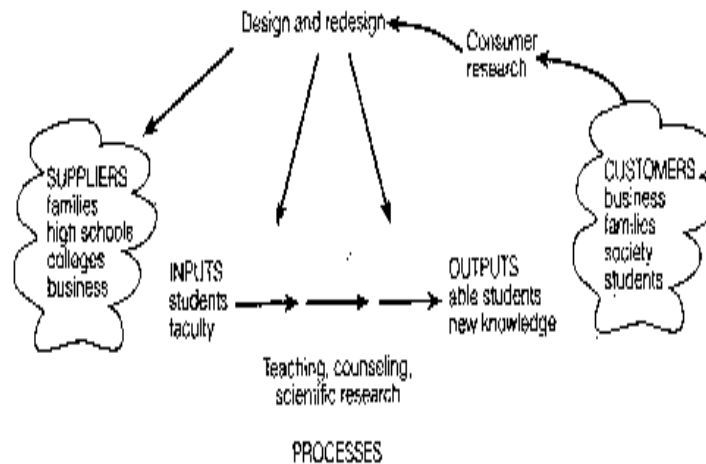 Design and redesign
Consumer
research
SUPPLIERS
families
high schools
colleges
business
INPUTS
students
faculty
OUTPUTS
able students
new knowledge
CUSTOMERS
business
families
society
students
Teaching, counseling,
scientific research
PROCESSES